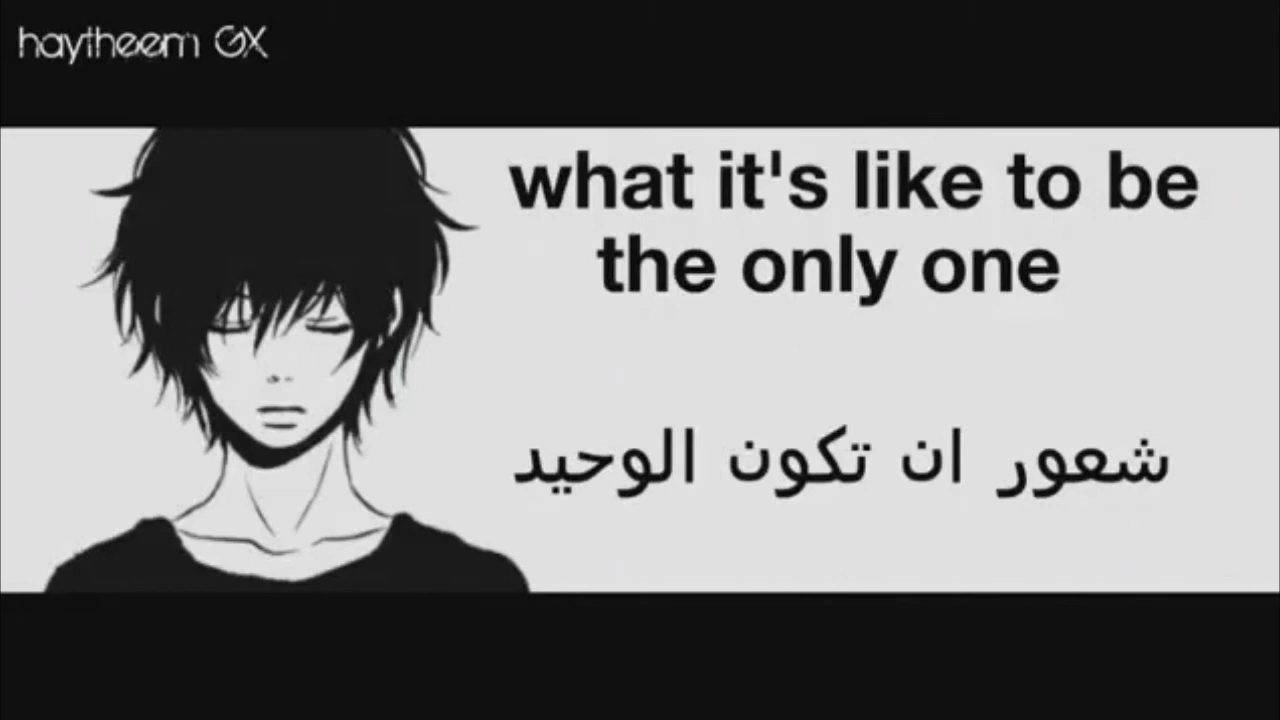 haytheem GX
what it's like to be
the only one
شعور ان تكون الوحيد